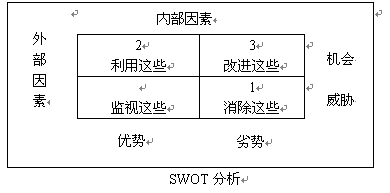 内部因素
外部因素
2
利用这些
3
改进这些
机会
监视这些
1
消除这些
威胁
优势
劣势
SWOT 分析